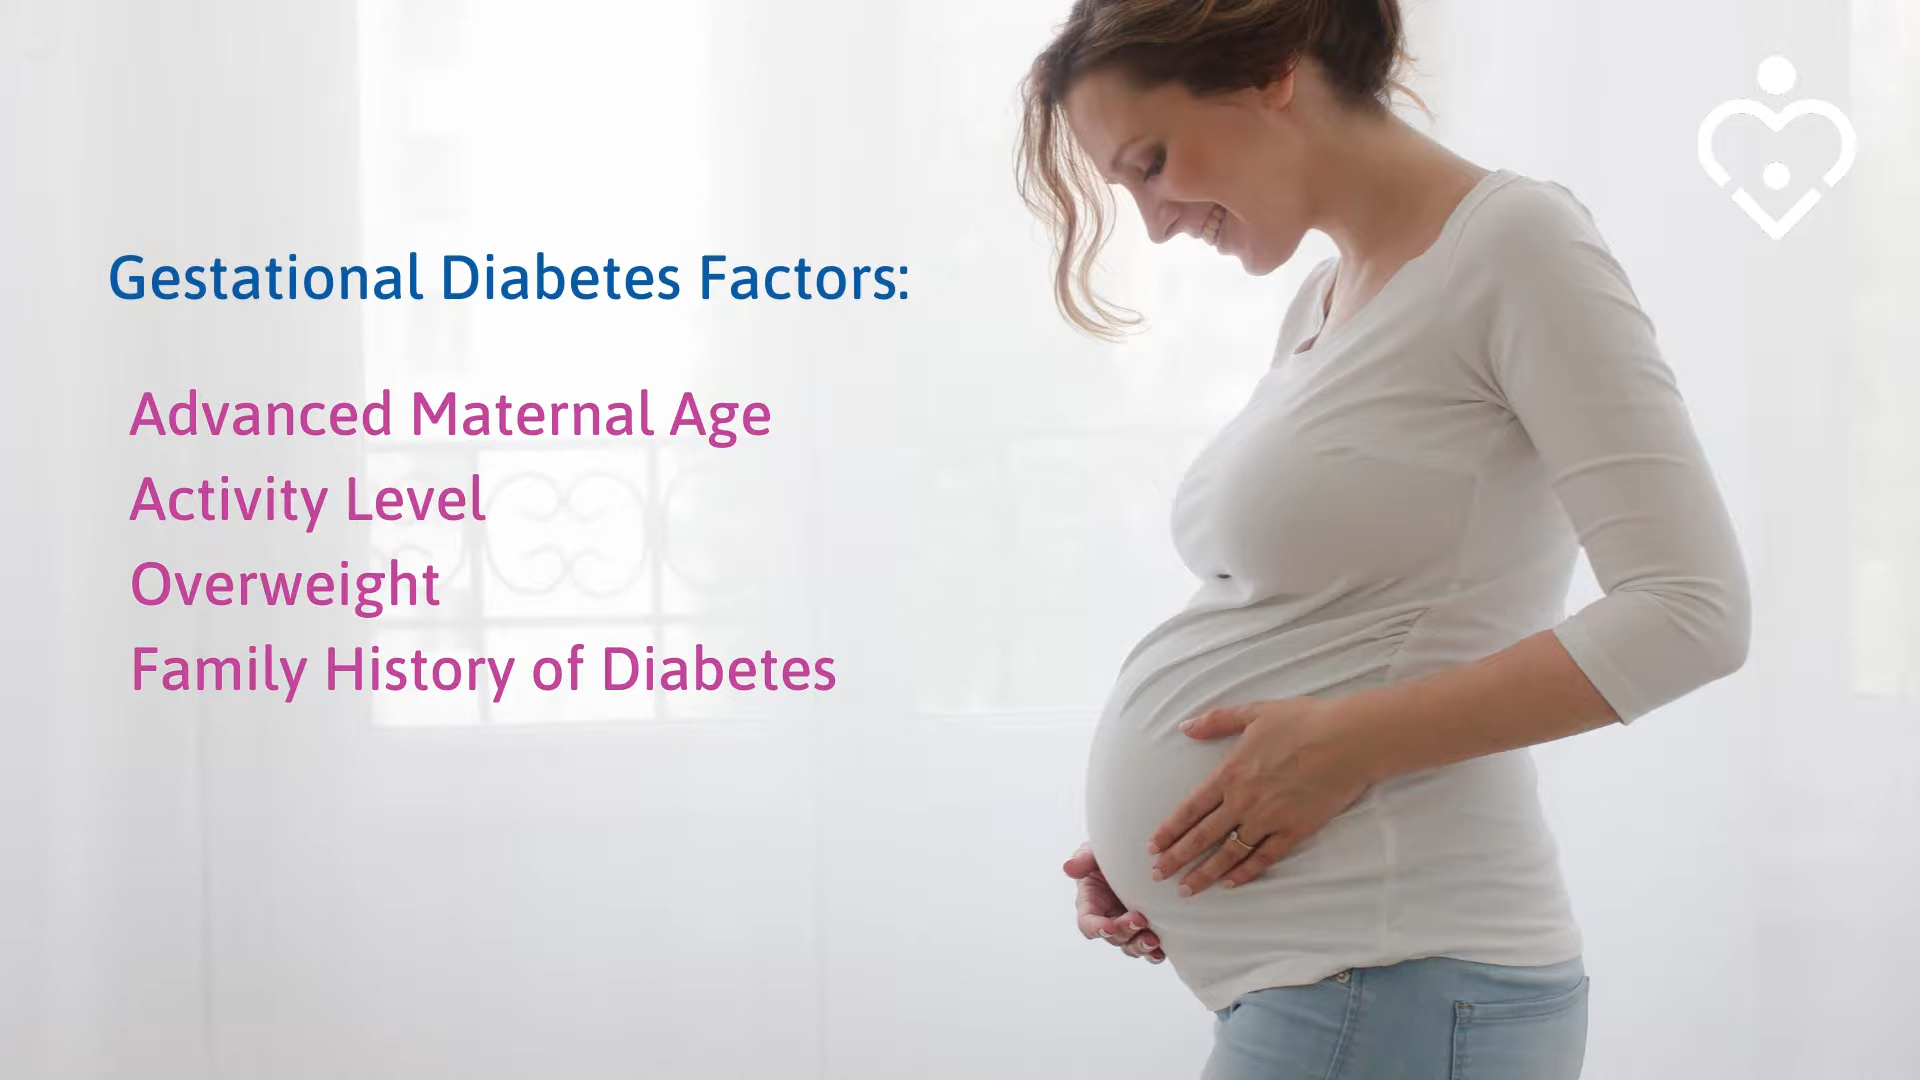 Gestational Diabetes Factors:
Advanced Maternal Age
Activity Level
Overweight
Family History of Diabetes